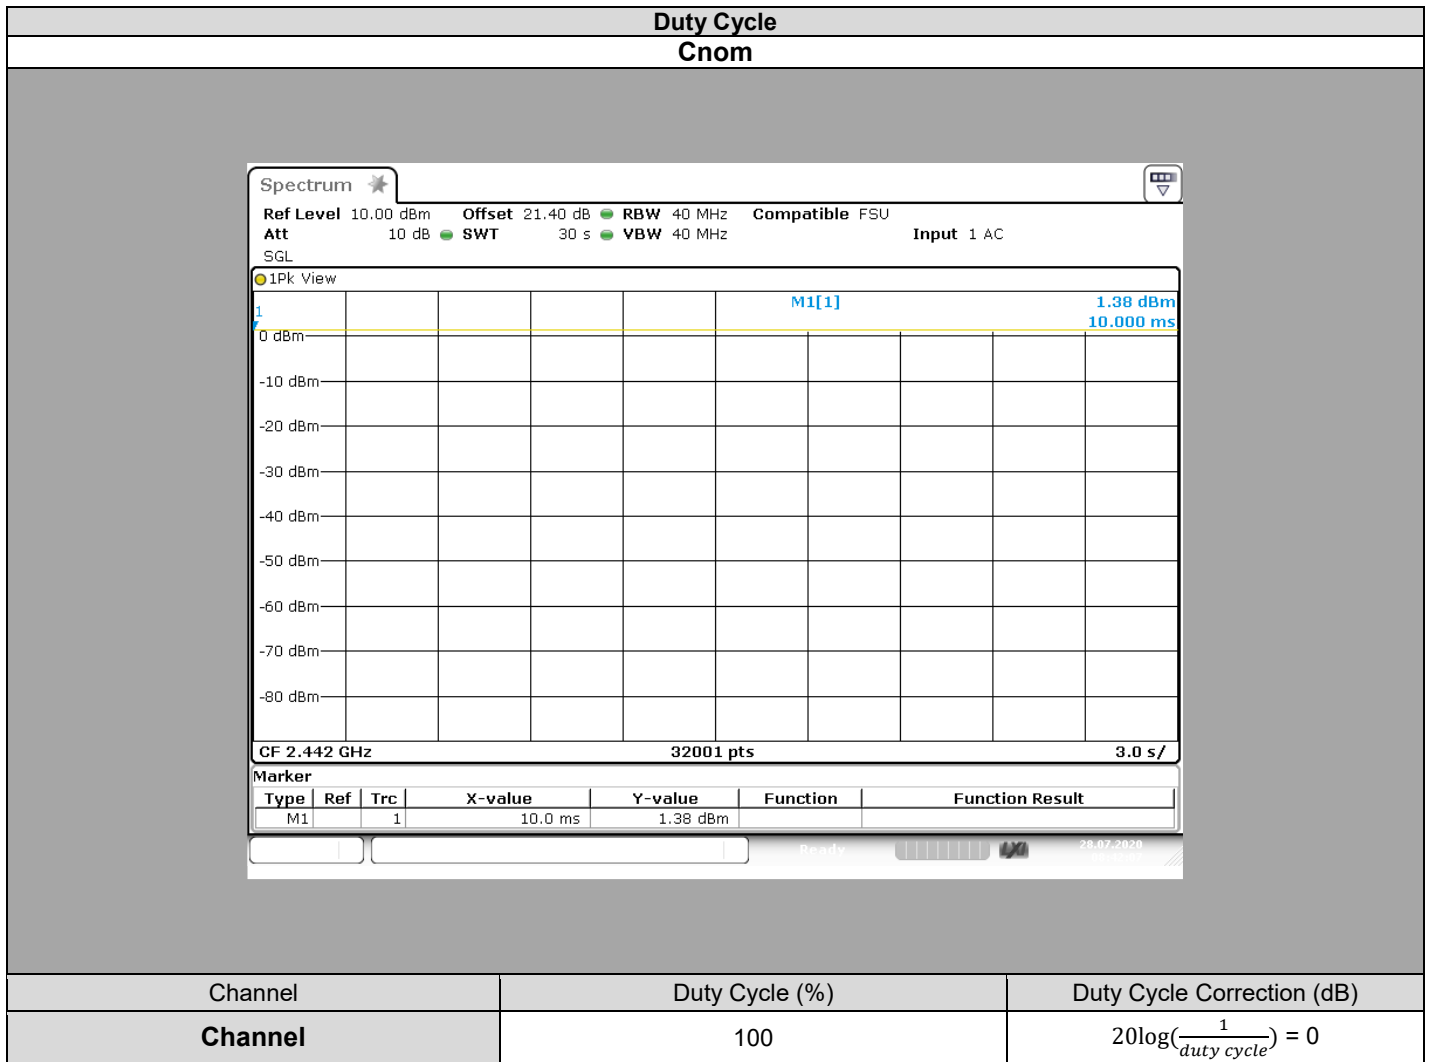 Duty Cycle
Cnom
Spectrum
Ref Level 10.00 dBm Offset 21.40 dB RBW 40 MHz Compatible FSU
Att 10 dB SWT 30 s VBW 40 MHz Input 1 AC
SGL
1Pk View
M1[1] 1.38 dBm
1
10.000 ms
0 dBm
-10 dBm
-20 dBm
-30 dBm
-40 dBm
-50 dBm
-60 dBm
-70 dBm
-80 dBm
CF 2.442 GHz 32001 pts 3.0 s/
Marker
Type Ref Trc X-value Y-value Function Function Result
M1 1 10.0 ms 1.38 dBm
Ready LXI 28.07.2020
Channel Duty Cycle (%) Duty Cycle Correction (dB)
Channel 100 20log(1/duty cycle) = 0